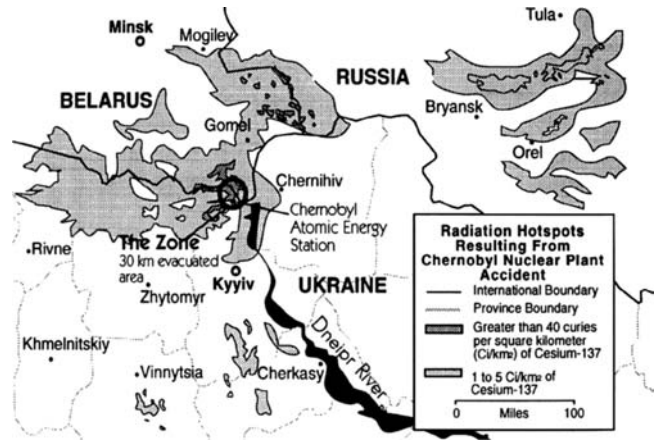 Minsk
Mogilev
Tula
RUSSIA
BELARUS
Bryansk
Gomel
Orel
Chernihiv
Chernobyl
Atomic Energy
Station
The Zone
30 km evacuated
area
Rivne
Kyyiv
UKRAINE
Zhytomyr
Khmelnitskiy
Vinnytsia
Cherkasy
Dneipr River
Radiation Hotspots
Resulting From
Chernobyl Nuclear Plant
Accident
International Boundary
Province Boundary
Greater than 40 curies
per square kilometer
(Ci/km2) of Cesium-137
1 to 5 Ci/km2 of
Cesium-137
0 100
Miles